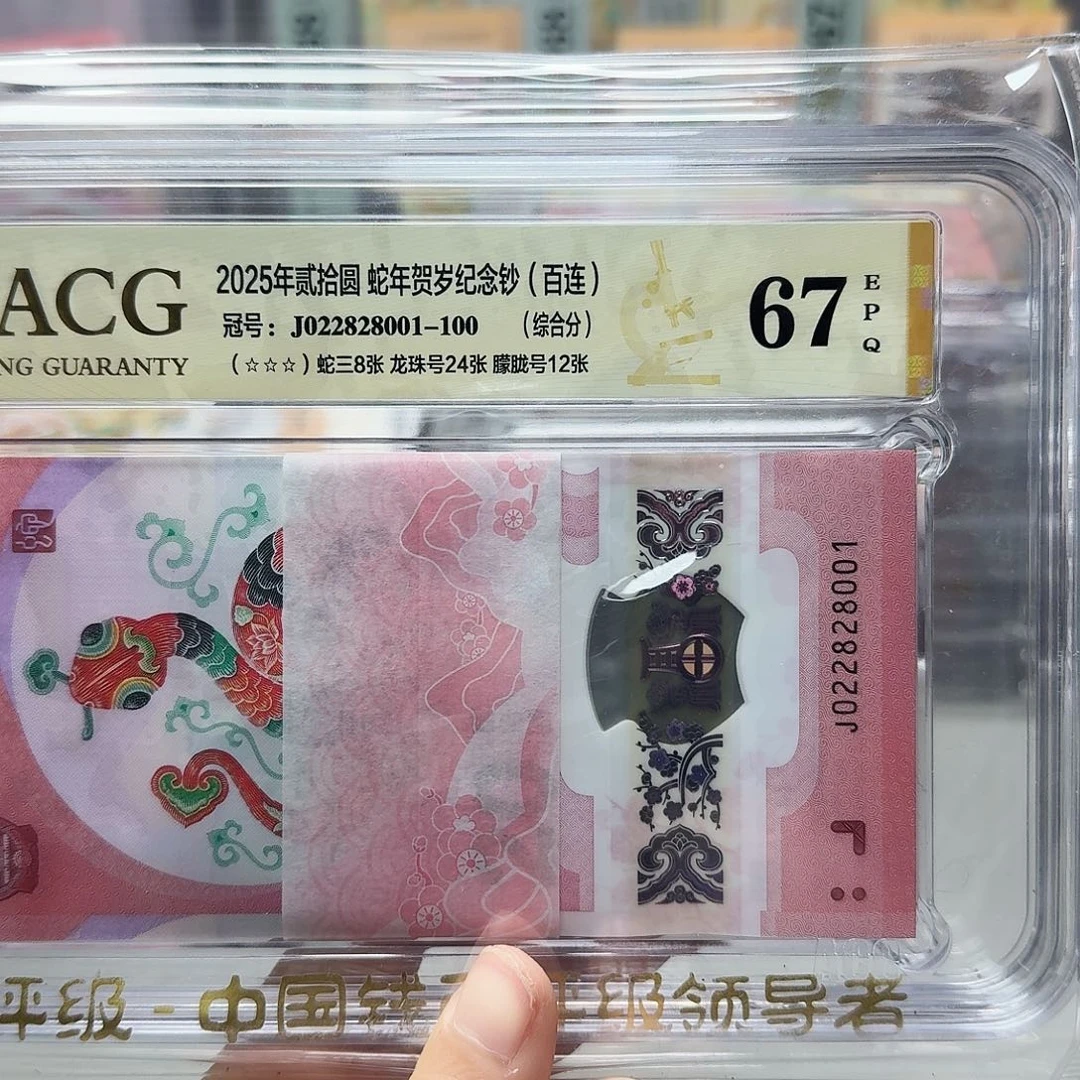 ACG
NG GUARANTY
2025年贰拾圆 蛇年贺岁纪念钞（百连）
冠号：J022828001-100 （综合分）
（☆☆☆）蛇三8张 龙珠号24张 朦胧号12张
67
EPQ
J022828001
评级-中国钱币评级领导者